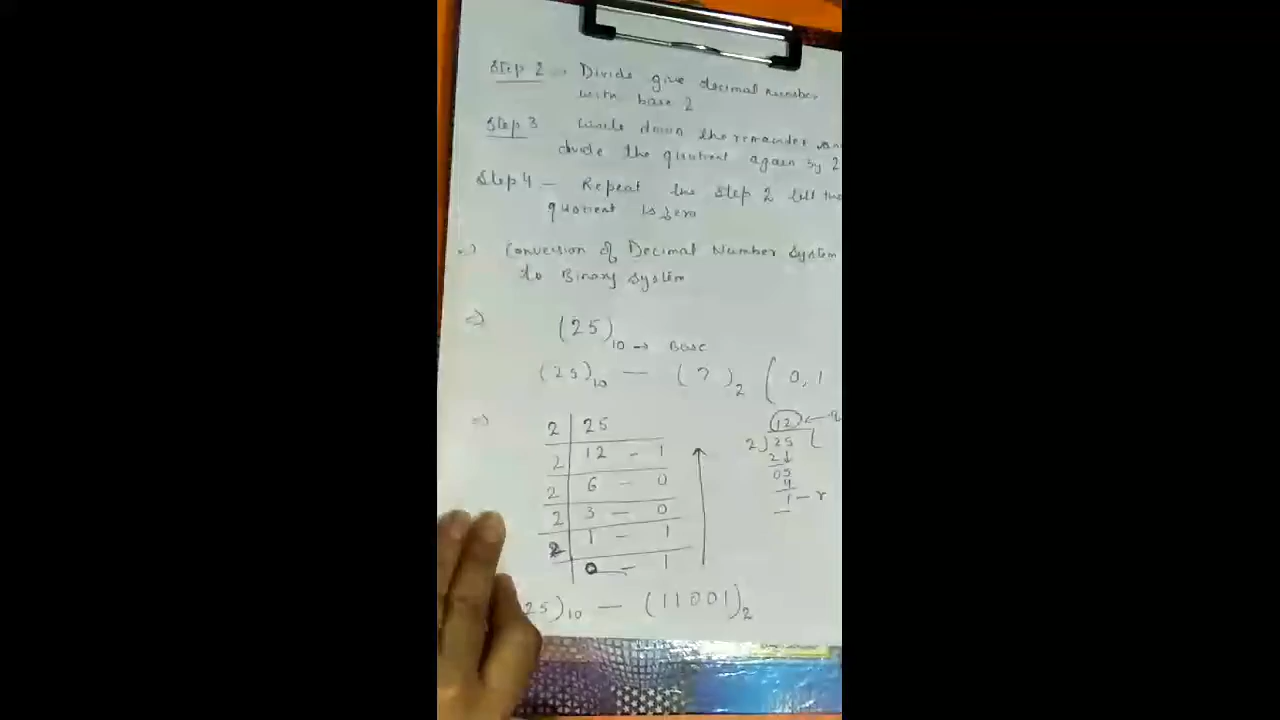 Step 2 - Divide give decimal number
with base 2
Step 3 Write down the remainder and
divide the quotient again by 2
Step 4 - Repeat the step 2 till the
quotient is zero
Conversion of Decimal Number System
to Binary System
=> (25)10 → Base
(25)10 — (?)2 (0,1
=>
2 | 25
2 | 12 - 1
2 | 6 - 0
2 | 3 - 0
2 | 1 - 1
0 - 1
12 ←
2)25(
2↓
05
4
1 - r
25)10 — (11001)2